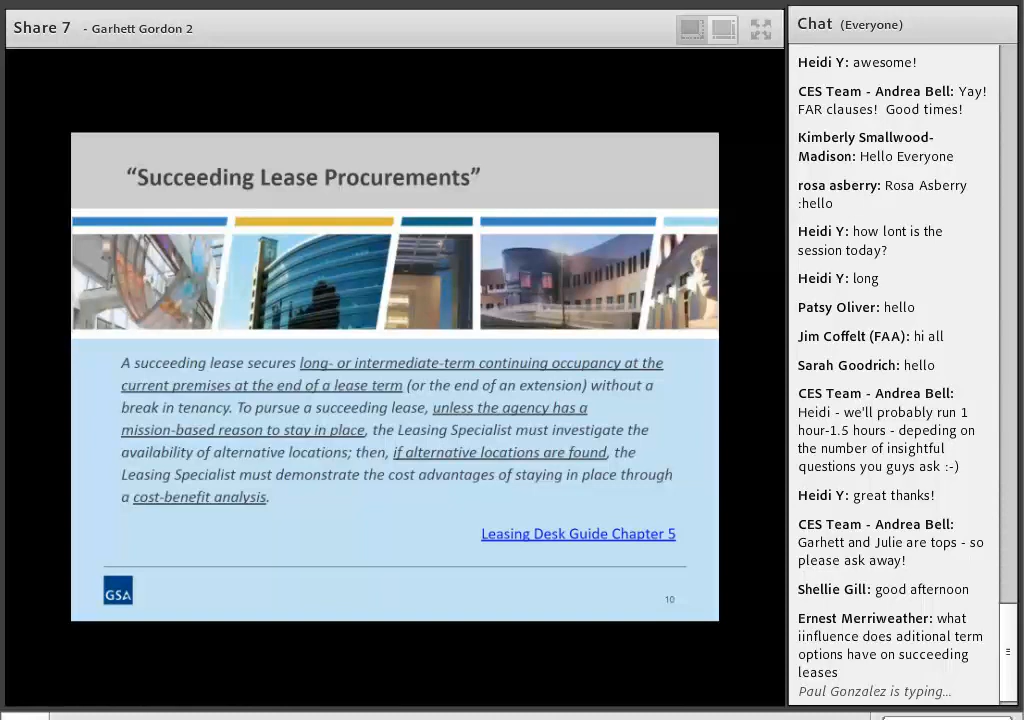 Share 7 - Garhett Gordon 2
“Succeeding Lease Procurements”
A succeeding lease secures long- or intermediate-term continuing occupancy at the
current premises at the end of a lease term (or the end of an extension) without a
break in tenancy. To pursue a succeeding lease, unless the agency has a
mission-based reason to stay in place, the Leasing Specialist must investigate the
availability of alternative locations; then, if alternative locations are found, the
Leasing Specialist must demonstrate the cost advantages of staying in place through
a cost-benefit analysis.
Leasing Desk Guide Chapter 5
GSA
10
Chat (Everyone)
Heidi Y: awesome!
CES Team - Andrea Bell: Yay!
FAR clauses! Good times!
Kimberly Smallwood-
Madison: Hello Everyone
rosa asberry: Rosa Asberry
:hello
Heidi Y: how lont is the
session today?
Heidi Y: long
Patsy Oliver: hello
Jim Coffelt (FAA): hi all
Sarah Goodrich: hello
CES Team - Andrea Bell:
Heidi - we'll probably run 1
hour-1.5 hours - depeding on
the number of insightful
questions you guys ask :-)
Heidi Y: great thanks!
CES Team - Andrea Bell:
Garhett and Julie are tops - so
please ask away!
Shellie Gill: good afternoon
Ernest Merriweather: what
iinfluence does aditional term
options have on succeeding
leases
Paul Gonzalez is typing...